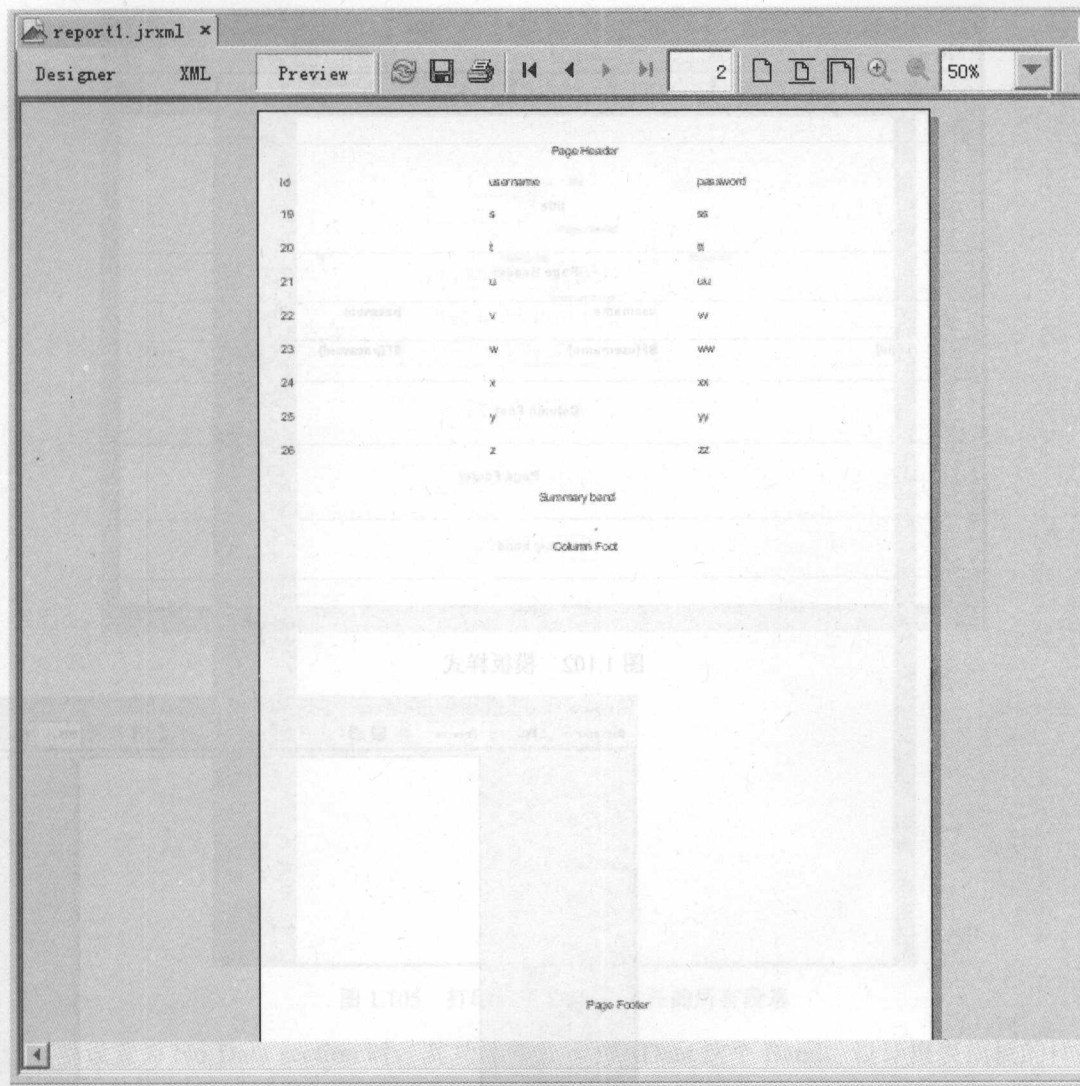 report1.jrxml ×
Designer XML Preview 2 50%
Page Header
id username password
19 s ss
20 t tt
21 u uu
22 v vv
23 w ww
24 x xx
25 y yy
26 z zz
Summary band
Column Foot
Page Footer